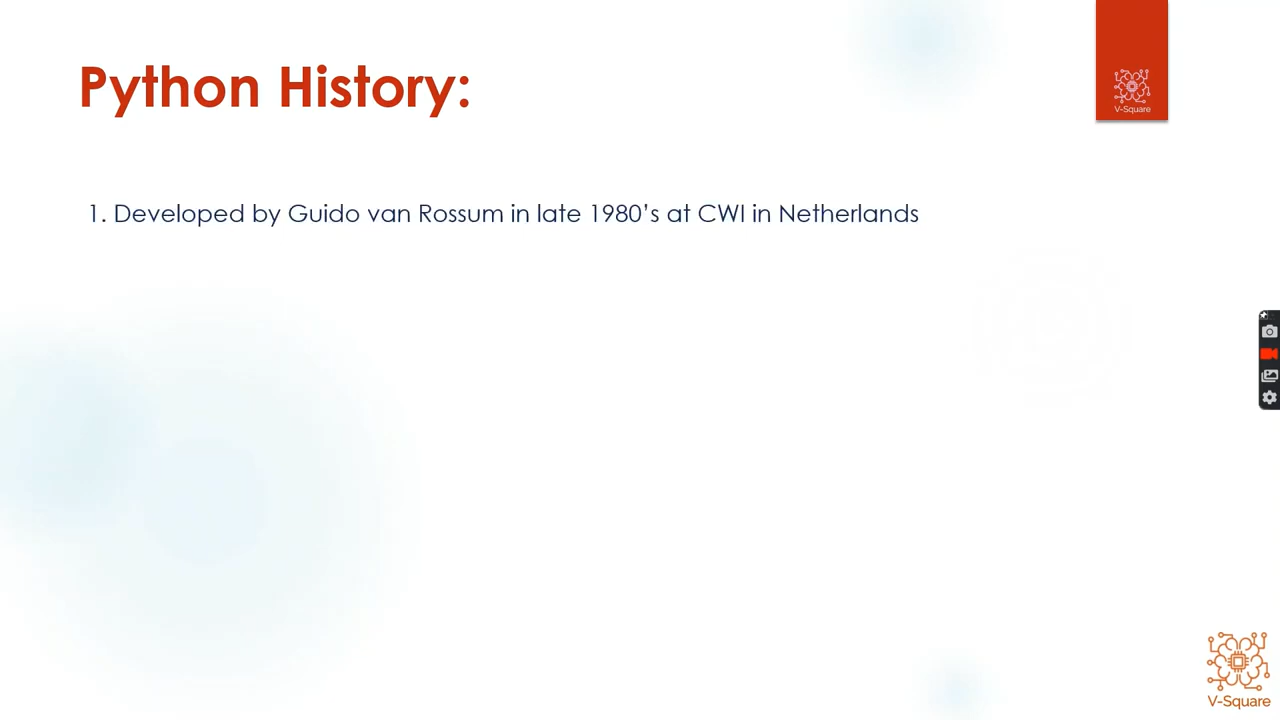 Python History:
V-Square
1. Developed by Guido van Rossum in late 1980’s at CWI in Netherlands
V-Square